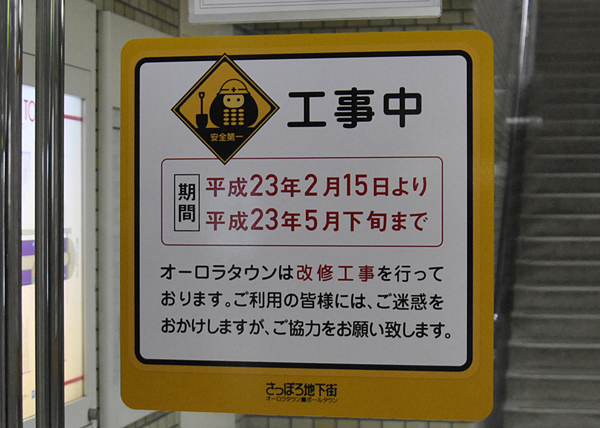 工事中
安全第一
期間
平成23年2月15日より
平成23年5月下旬まで
オーロラタウンは改修工事を行って
おります。ご利用の皆様には、ご迷惑を
おかけしますが、ご協力をお願い致します。
さっぽろ地下街
オーロラタウン■ポールタウン
TO